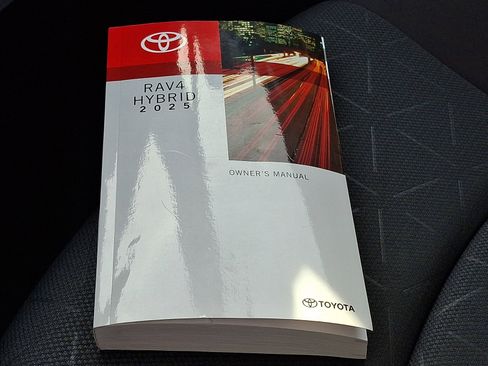 RAV4
HYBRID
2025
OWNER'S MANUAL
TOYOTA